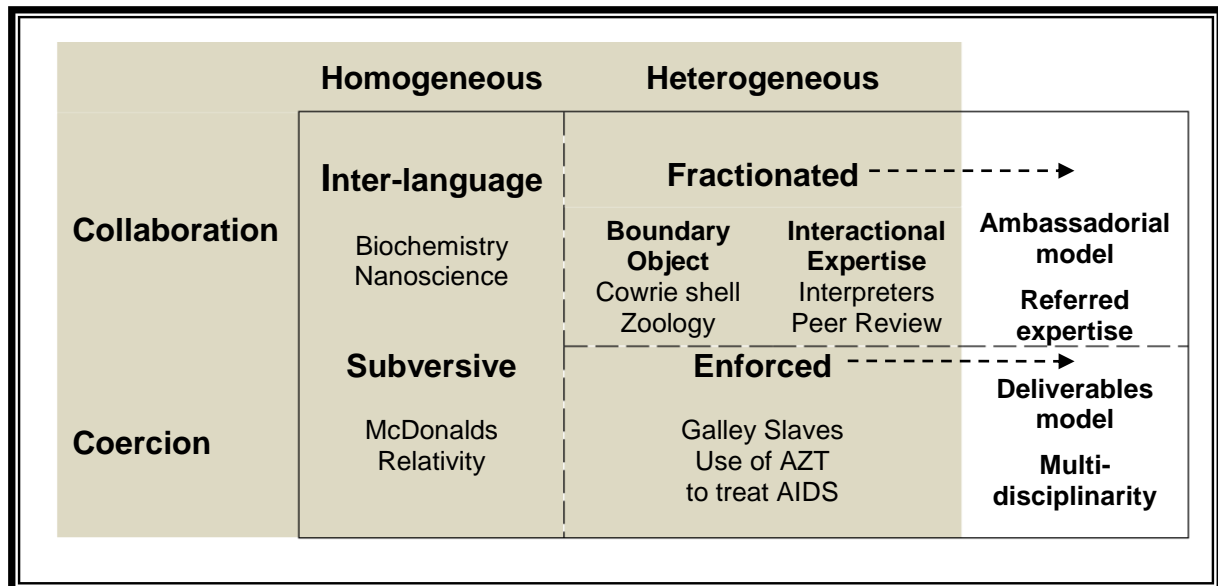 Homogeneous Heterogeneous
Inter-language
Fractionated
Collaboration
Biochemistry
Nanoscience
Boundary
Object
Cowrie shell
Zoology
Interactional
Expertise
Interpreters
Peer Review
Ambassadorial
model
Referred
expertise
Subversive
Enforced
Coercion
McDonalds
Relativity
Galley Slaves
Use of AZT
to treat AIDS
Deliverables
model
Multi-
disciplinarity